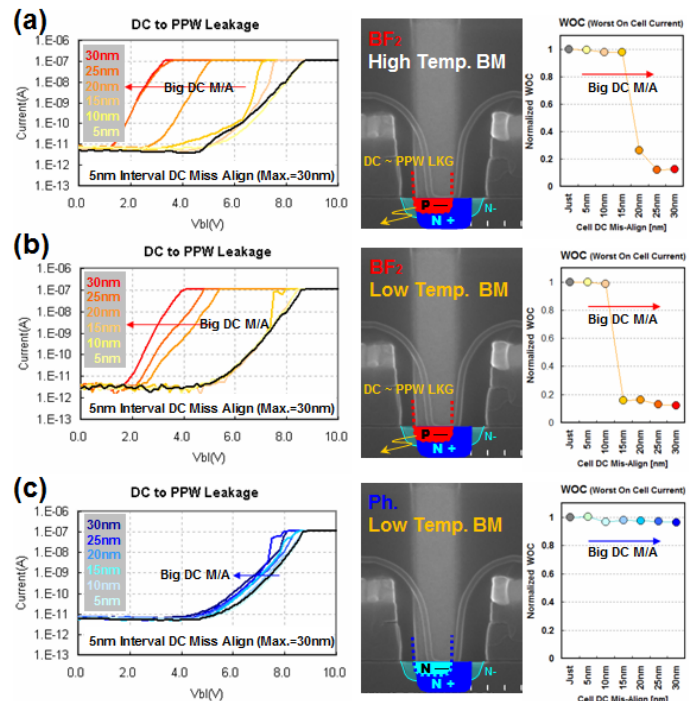 (a)
DC to PPW Leakage
1.E-06
1.E-07
1.E-08
1.E-09
1.E-10
1.E-11
1.E-12
1.E-13
Current(A)
30nm
25nm
20nm
15nm
10nm
5nm
Big DC M/A
5nm Interval DC Miss Align (Max.=30nm)
0.0 2.0 4.0 6.0 8.0 10.0
Vbl(V)
BF2
High Temp. BM
DC ~ PPW LKG
P —
N +
N-
WOC (Worst On Cell Current)
Normalized WOC
1
0.8
0.6
0.4
0.2
0
Big DC M/A
Just 5nm 10nm 15nm 20nm 25nm 30nm
Cell DC Mis-Align [nm]
(b)
DC to PPW Leakage
1.E-06
1.E-07
1.E-08
1.E-09
1.E-10
1.E-11
1.E-12
1.E-13
Current(A)
30nm
25nm
20nm
15nm
10nm
5nm
Big DC M/A
5nm Interval DC Miss Align (Max.=30nm)
0.0 2.0 4.0 6.0 8.0 10.0
Vbl(V)
BF2
Low Temp. BM
DC ~ PPW LKG
P —
N +
N-
WOC (Worst On Cell Current)
Normalized WOC
1
0.8
0.6
0.4
0.2
0
Big DC M/A
Just 5nm 10nm 15nm 20nm 25nm 30nm
Cell DC Mis-Align [nm]
(c)
DC to PPW Leakage
1.E-06
1.E-07
1.E-08
1.E-09
1.E-10
1.E-11
1.E-12
1.E-13
Current(A)
30nm
25nm
20nm
15nm
10nm
5nm
Big DC M/A
5nm Interval DC Miss Align (Max.=30nm)
0.0 2.0 4.0 6.0 8.0 10.0
Vbl(V)
Ph.
Low Temp. BM
N —
N +
N-
WOC (Worst On Cell Current)
Normalized WOC
1
0.8
0.6
0.4
0.2
0
Big DC M/A
Just 5nm 10nm 15nm 20nm 25nm 30nm
Cell DC Mis-Align [nm]